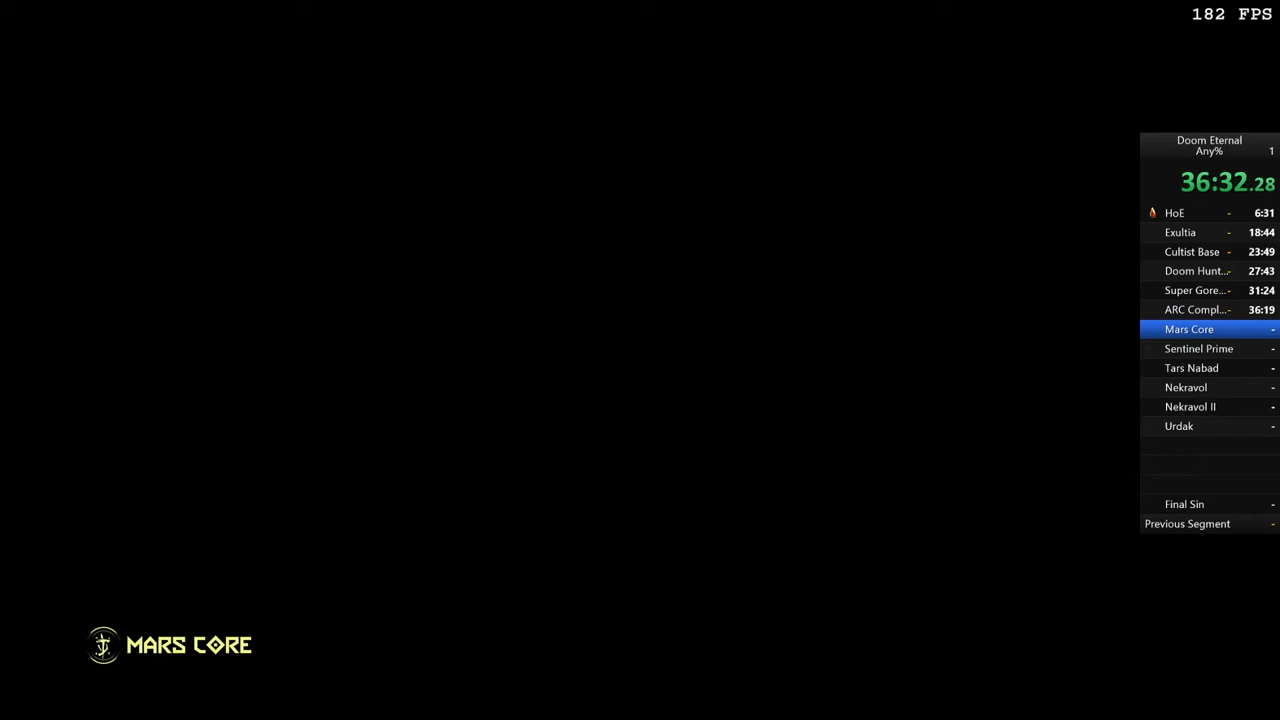 182 FPS
Doom Eternal
Any% 1
36:32.28
HoE - 6:31
Exultia - 18:44
Cultist Base - 23:49
Doom Hunt...- 27:43
Super Gore...- 31:24
ARC Compl...- 36:19
Mars Core -
Sentinel Prime -
Tars Nabad -
Nekravol -
Nekravol II -
Urdak -
Final Sin -
Previous Segment -
MARS CORE